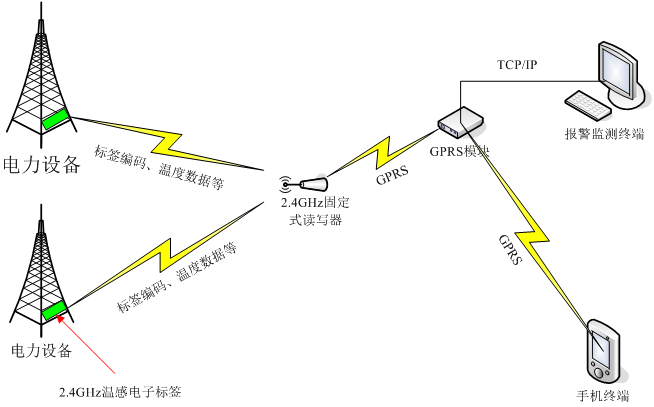 TCP/IP
报警监测终端
GPRS模块
电力设备
标签编码、温度数据等
GPRS
2.4GHz固定
式读写器
GPRS
标签编码、温度数据等
电力设备
2.4GHz温感电子标签
手机终端